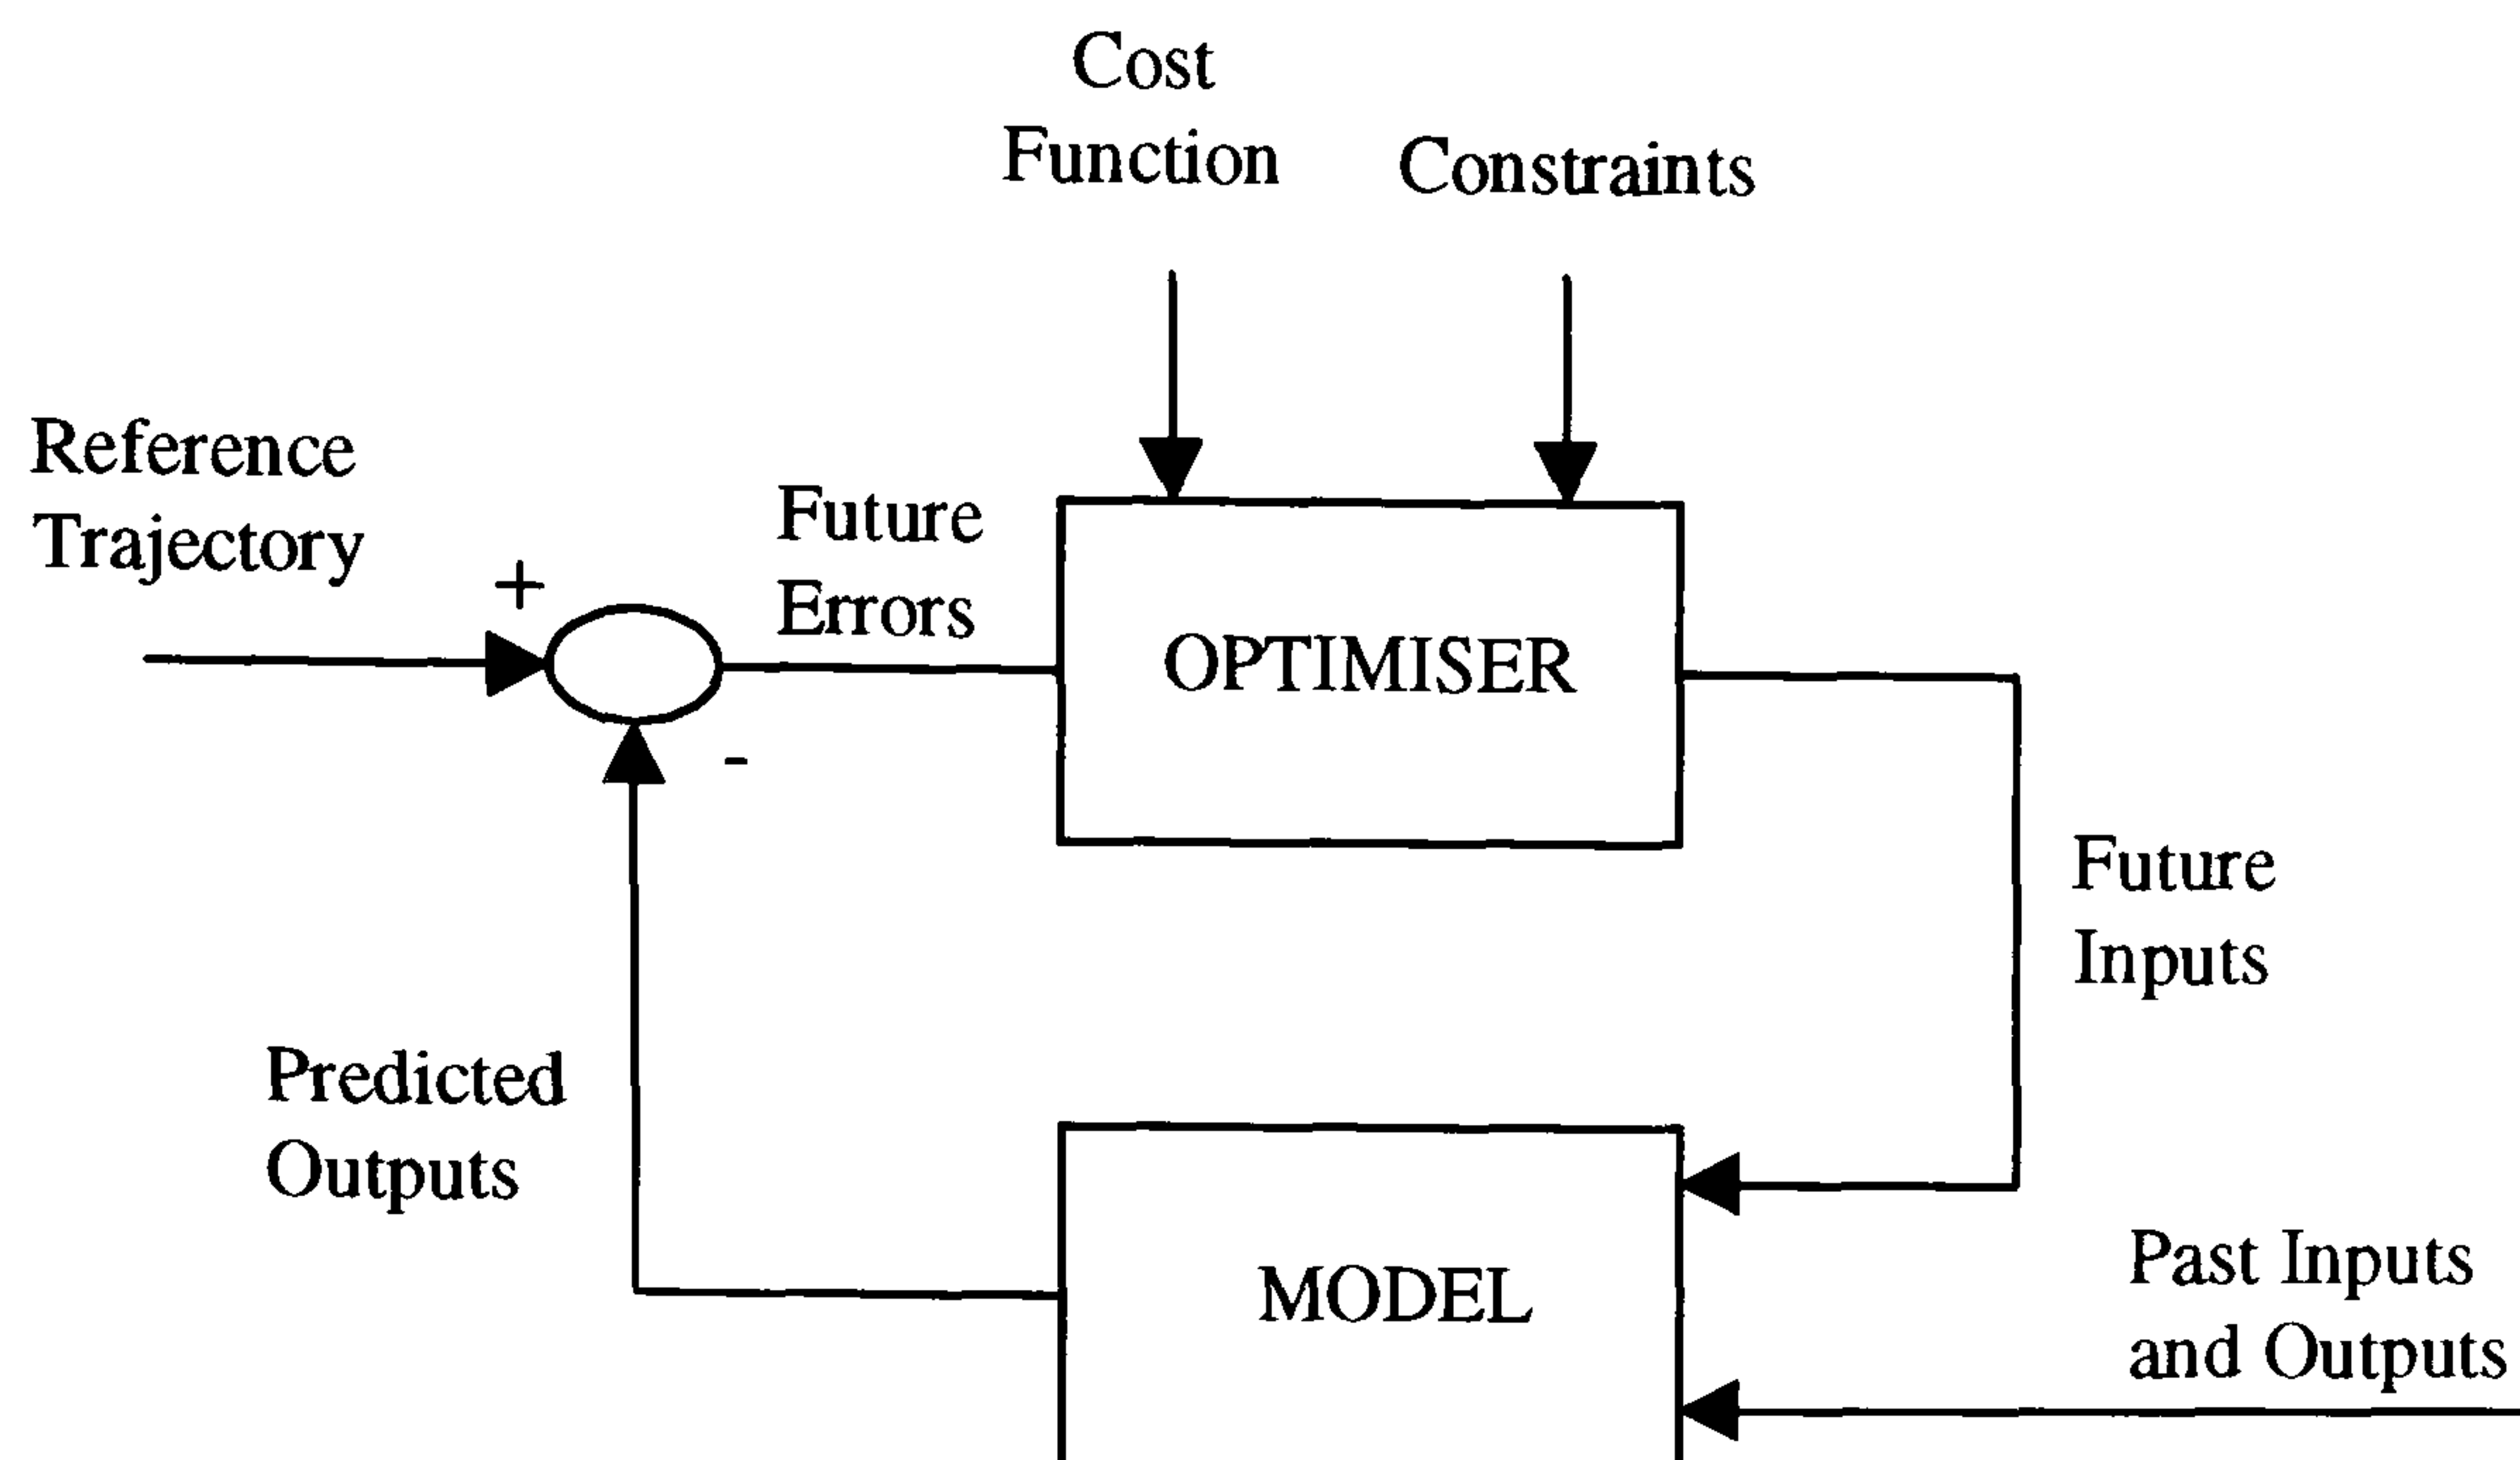 Cost
Function
Constraints
Reference
Trajectory
+
Future
Errors
OPTIMISER
-
Future
Inputs
Predicted
Outputs
MODEL
Past Inputs
and Outputs